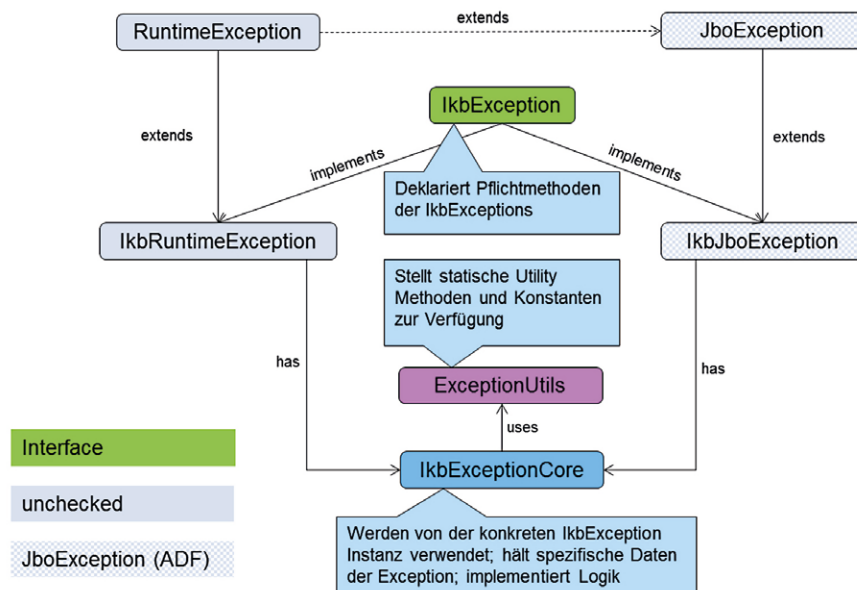 RuntimeException
extends
JboException
IkbException
extends
implements
implements
extends
Deklariert Pflichtmethoden
der IkbExceptions
IkbRuntimeException
IkbJboException
Stellt statische Utility
Methoden und Konstanten
zur Verfügung
has
has
ExceptionUtils
uses
Interface
IkbExceptionCore
unchecked
Werden von der konkreten IkbException
Instanz verwendet; hält spezifische Daten
der Exception; implementiert Logik
JboException (ADF)